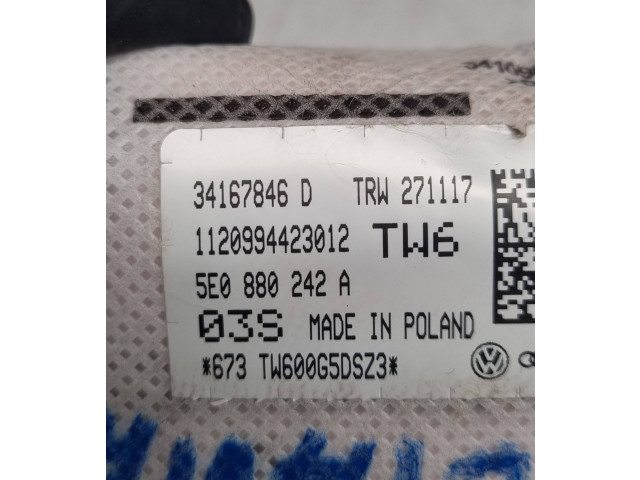 34167846 D TRW 271117
1120994423012 TW6
5E0 880 242 A
03S MADE IN POLAND
*673 TW600G5DSZ3*